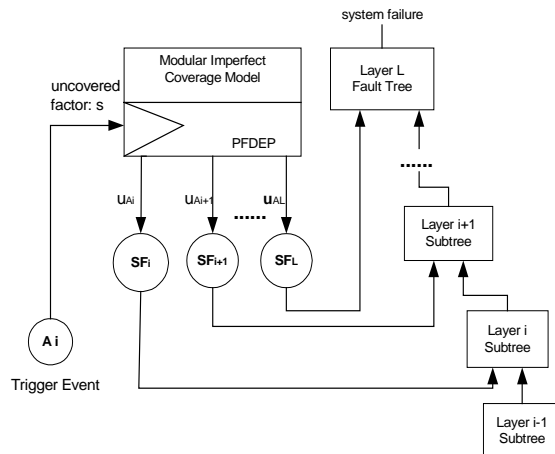 system failure
Modular Imperfect
Coverage Model
Layer L
Fault Tree
uncovered
factor: s
PFDEP
......
uAi
uAi+1
......
uAL
Layer i+1
Subtree
SFi
SFi+1
SFL
Layer i
Subtree
A i
Trigger Event
Layer i-1
Subtree